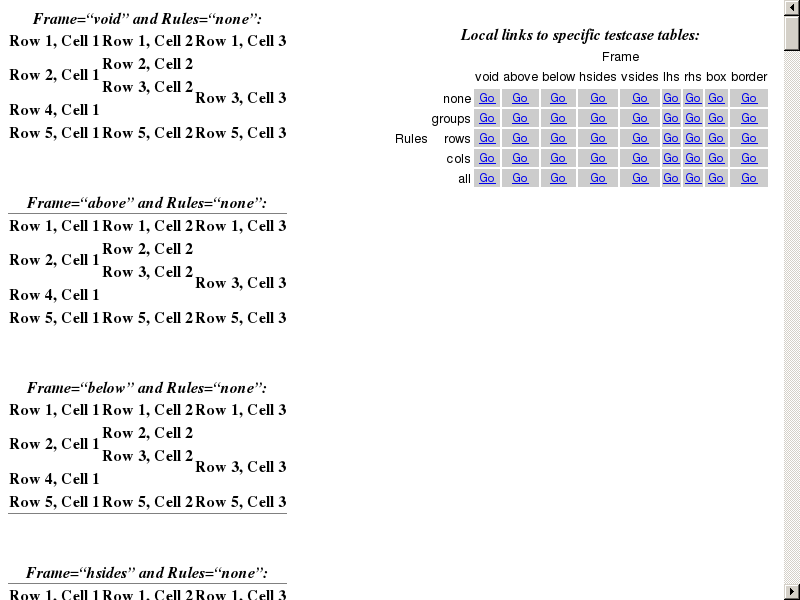 Frame=“void” and Rules=“none”:
Row 1, Cell 1 Row 1, Cell 2 Row 1, Cell 3
Row 2, Cell 1 Row 2, Cell 2
Row 3, Cell 2 Row 3, Cell 3
Row 4, Cell 1
Row 5, Cell 1 Row 5, Cell 2 Row 5, Cell 3
Frame=“above” and Rules=“none”:
Row 1, Cell 1 Row 1, Cell 2 Row 1, Cell 3
Row 2, Cell 1 Row 2, Cell 2
Row 3, Cell 2 Row 3, Cell 3
Row 4, Cell 1
Row 5, Cell 1 Row 5, Cell 2 Row 5, Cell 3
Frame=“below” and Rules=“none”:
Row 1, Cell 1 Row 1, Cell 2 Row 1, Cell 3
Row 2, Cell 1 Row 2, Cell 2
Row 3, Cell 2 Row 3, Cell 3
Row 4, Cell 1
Row 5, Cell 1 Row 5, Cell 2 Row 5, Cell 3
Frame=“hsides” and Rules=“none”:
Row 1, Cell 1 Row 1, Cell 2 Row 1, Cell 3
Local links to specific testcase tables:
Frame
void above below hsides vsides lhs rhs box border
none Go Go Go Go Go Go Go Go Go
groups Go Go Go Go Go Go Go Go Go
Rules rows Go Go Go Go Go Go Go Go Go
cols Go Go Go Go Go Go Go Go Go
all Go Go Go Go Go Go Go Go Go